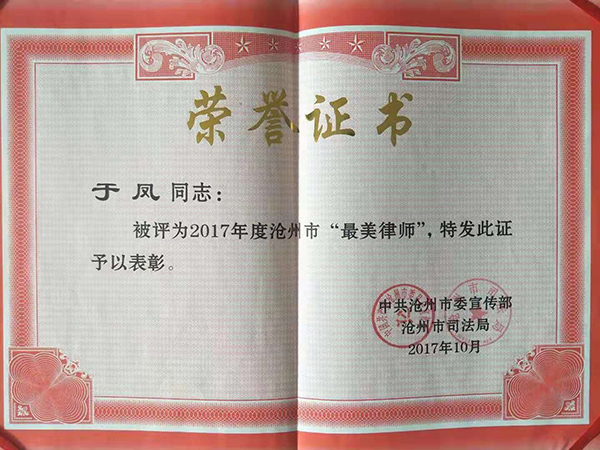 荣誉证书
于凤同志：
被评为2017年度沧州市“最美律师”，特发此证
予以表彰。
中共沧州市委宣传部
沧州市司法局
2017年10月